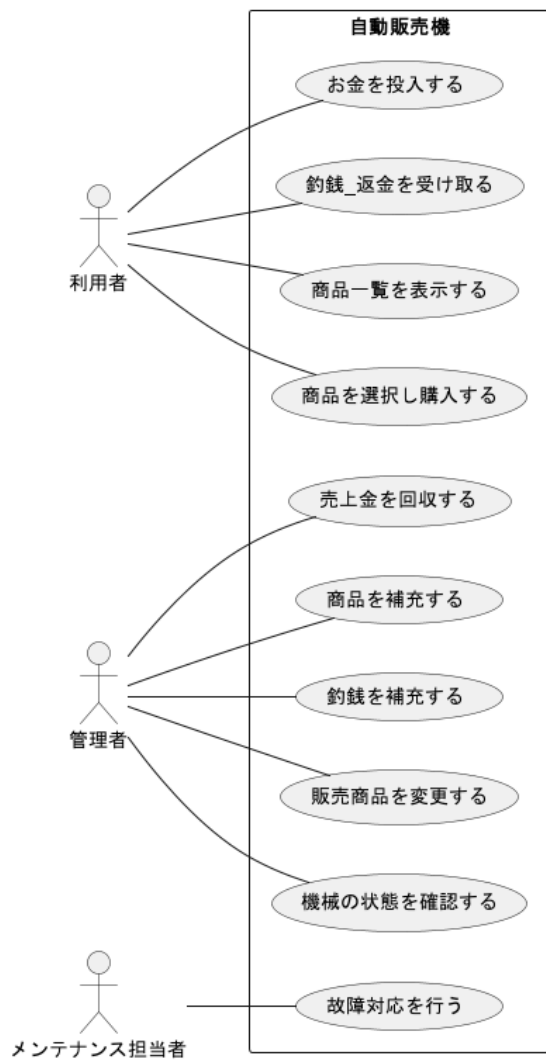 自動販売機
お金を投入する
釣銭_返金を受け取る
利用者
商品一覧を表示する
商品を選択し購入する
売上金を回収する
商品を補充する
釣銭を補充する
管理者
販売商品を変更する
機械の状態を確認する
故障対応を行う
メンテナンス担当者